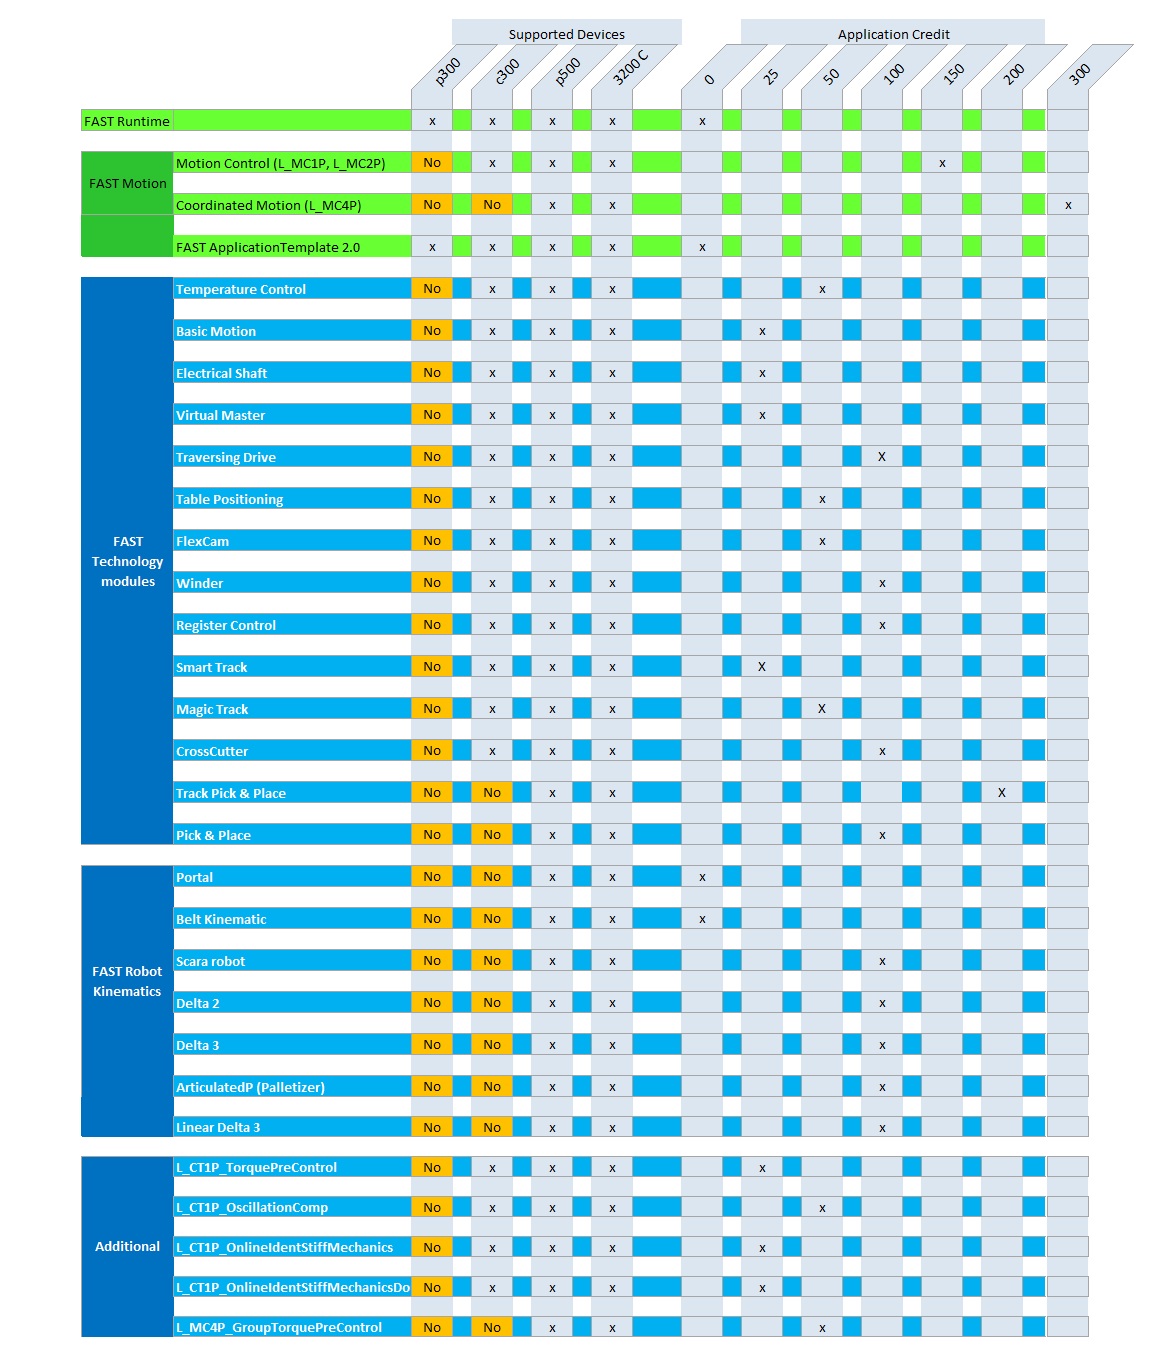 Supported Devices Application Credit
p300 c300 p500 3200 C 0 25 50 100 150 200 300
FAST Runtime x x x x x
Motion Control (L_MC1P, L_MC2P) No x x x x
FAST Motion
Coordinated Motion (L_MC4P) No No x x x
FAST ApplicationTemplate 2.0 x x x x x
Temperature Control No x x x x
Basic Motion No x x x x
Electrical Shaft No x x x x
Virtual Master No x x x x
Traversing Drive No x x x X
Table Positioning No x x x x
FAST
Technology
modules
FlexCam No x x x x
Winder No x x x x
Register Control No x x x x
Smart Track No x x x X
Magic Track No x x x X
CrossCutter No x x x x
Track Pick & Place No No x x X
Pick & Place No No x x x
Portal No No x x x
Belt Kinematic No No x x x
FAST Robot
Kinematics
Scara robot No No x x x
Delta 2 No No x x x
Delta 3 No No x x x
ArticulatedP (Palletizer) No No x x x
Linear Delta 3 No No x x x
L_CT1P_TorquePreControl No x x x x
L_CT1P_OscillationComp No x x x x
Additional
L_CT1P_OnlineIdentStiffMechanics No x x x x
L_CT1P_OnlineIdentStiffMechanicsDo No x x x x
L_MC4P_GroupTorquePreControl No No x x x